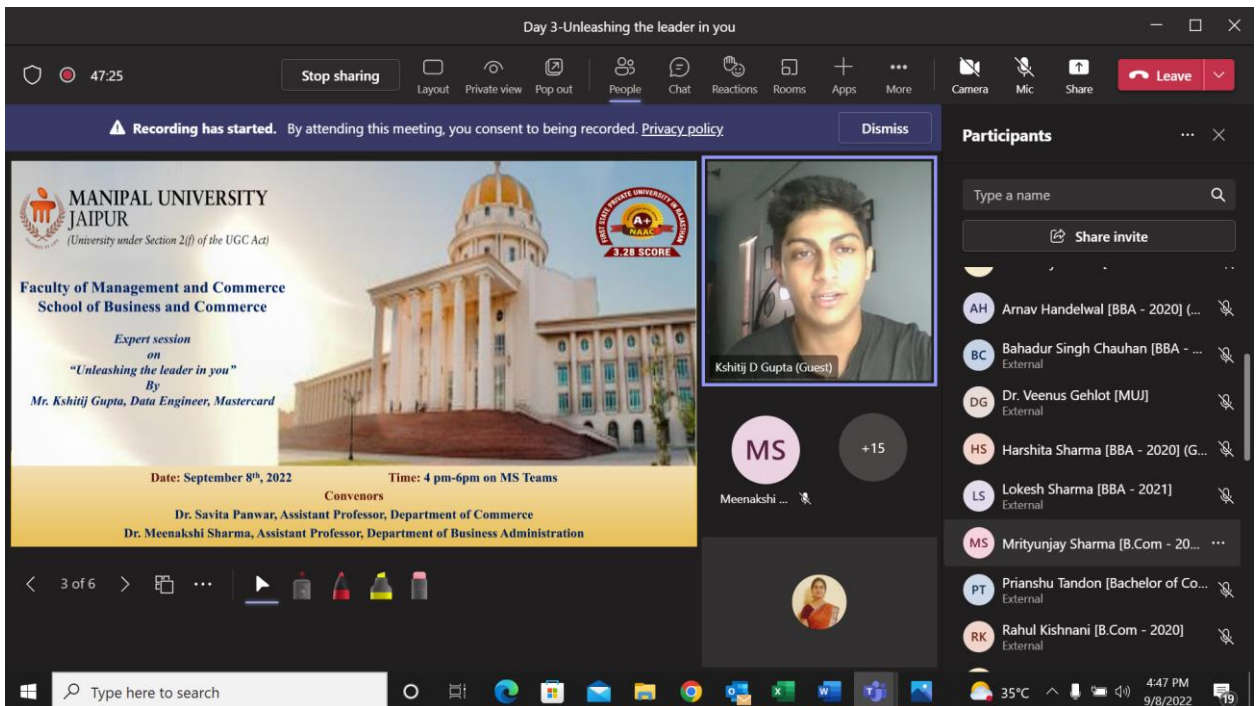 Day 3-Unleashing the leader in you
47:25
Stop sharing
Layout
Private view
Pop out
People
Chat
Reactions
Rooms
Apps
More
Camera
Mic
Share
Leave
Recording has started. By attending this meeting, you consent to being recorded. Privacy policy
Dismiss
MANIPAL UNIVERSITY
JAIPUR
(University under Section 2(f) of the UGC Act)
FIRST STATE PRIVATE UNIVERSITY IN RAJASTHAN
A+
NAAC
3.28 SCORE
Faculty of Management and Commerce
School of Business and Commerce
Expert session
on
"Unleashing the leader in you"
By
Mr. Kshitij Gupta, Data Engineer, Mastercard
Date: September 8th, 2022 Time: 4 pm-6pm on MS Teams
Convenors
Dr. Savita Panwar, Assistant Professor, Department of Commerce
Dr. Meenakshi Sharma, Assistant Professor, Department of Business Administration
3 of 6
Kshitij D Gupta (Guest)
MS
+15
Meenakshi ...
Participants
Type a name
Share invite
AH
Arnav Handelwal [BBA - 2020] (...
BC
Bahadur Singh Chauhan [BBA - ...
External
DG
Dr. Veenus Gehlot [MUJ]
External
HS
Harshita Sharma [BBA - 2020] (G...
LS
Lokesh Sharma [BBA - 2021]
External
MS
Mrityunjay Sharma [B.Com - 20...
PT
Prianshu Tandon [Bachelor of Co...
External
RK
Rahul Kishnani [B.Com - 2020]
External
Type here to search
35°C
4:47 PM
9/8/2022
19